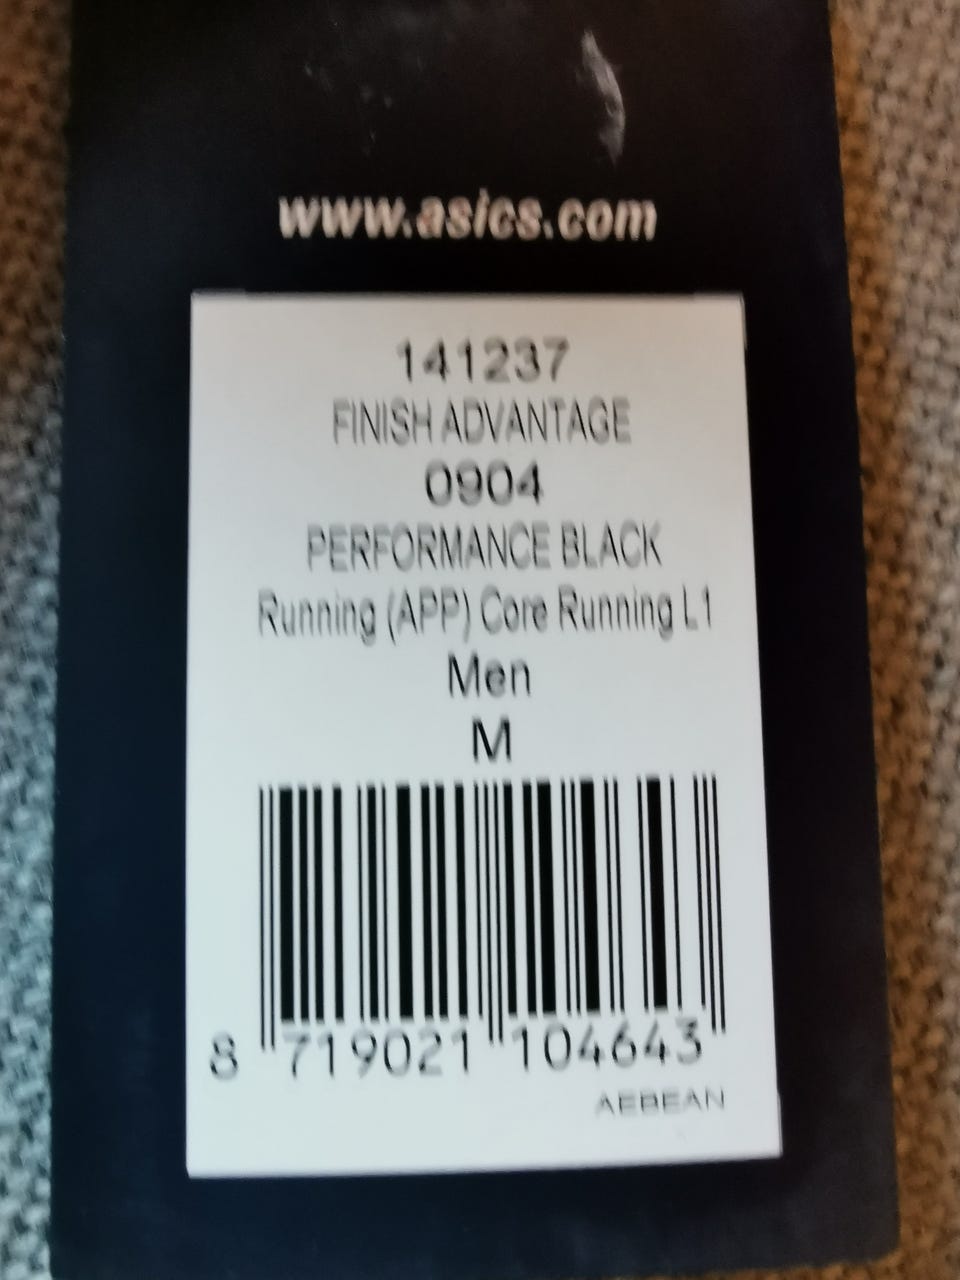 www.asics.com
141237
FINISH ADVANTAGE
0904
PERFORMANCE BLACK
Running (APP) Core Running L1
Men
M
8 719021 104643
AEBEAN